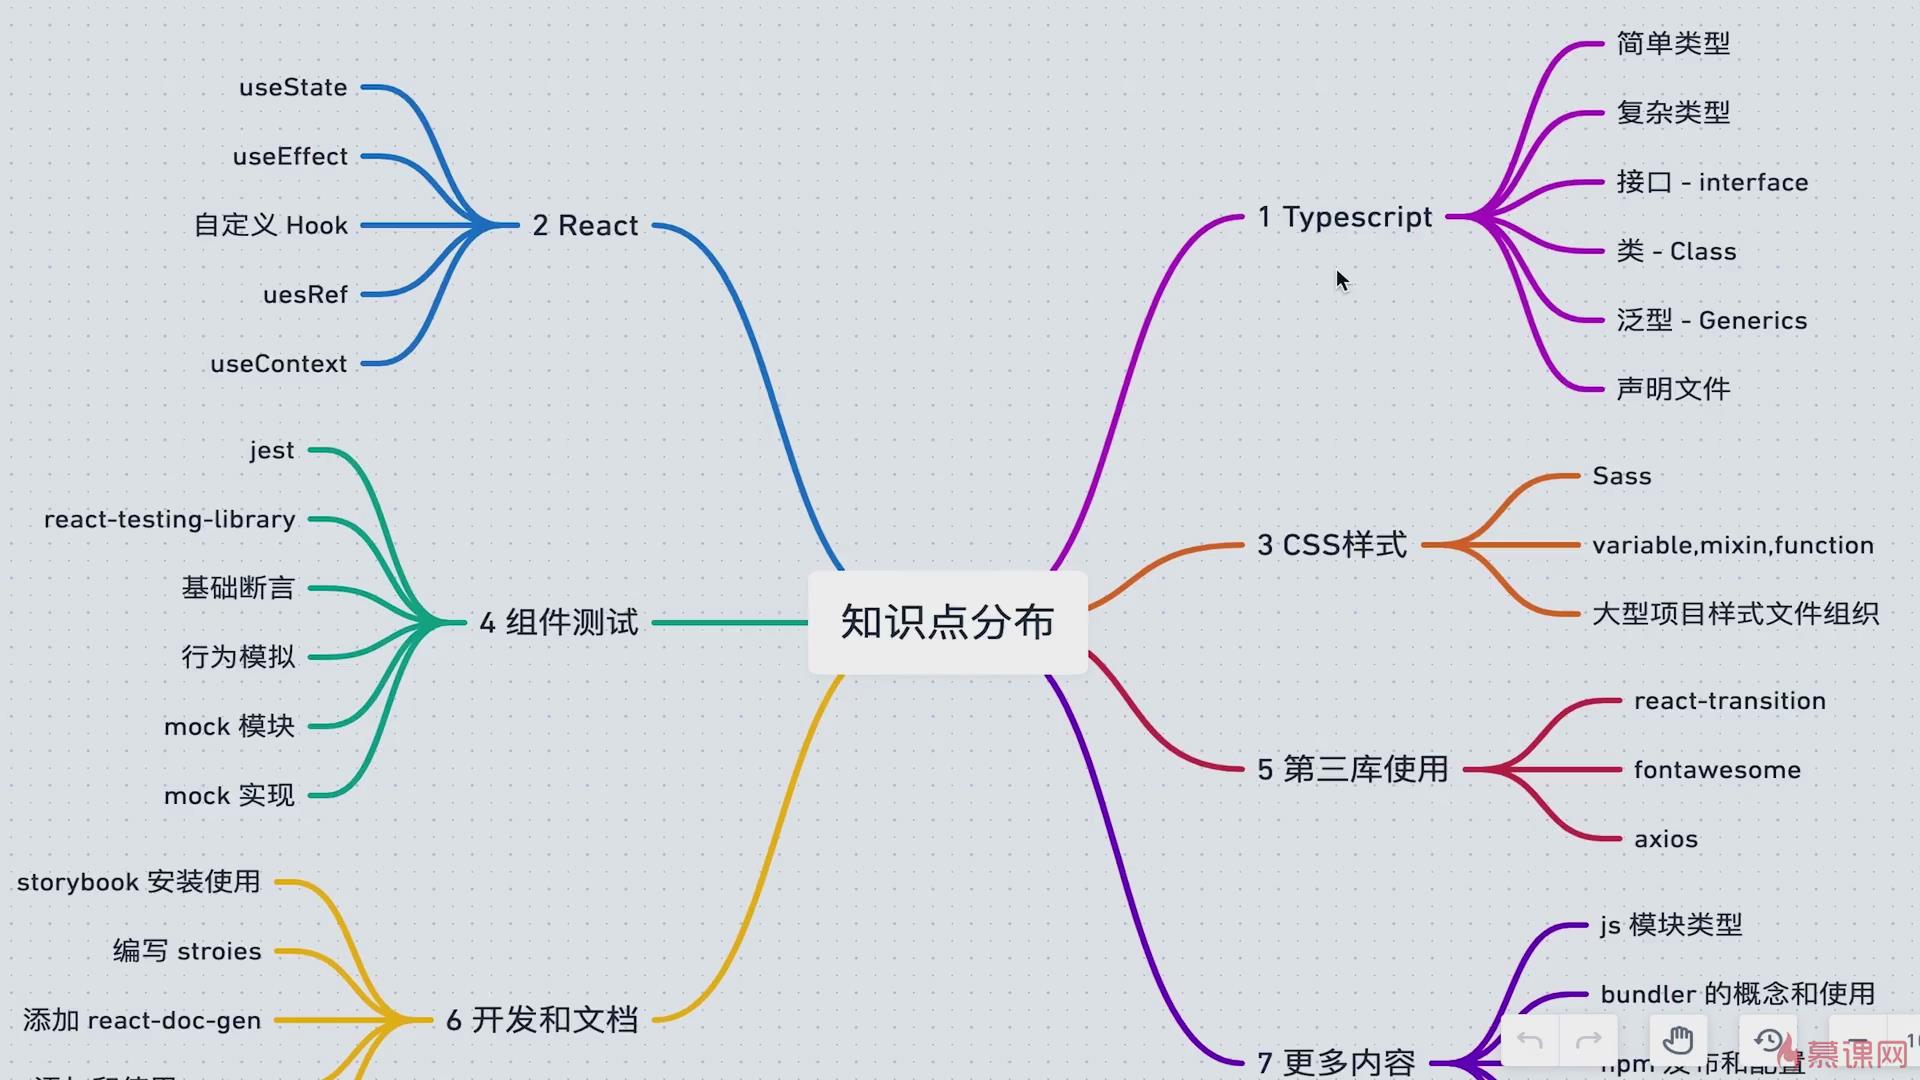 知识点分布
1 Typescript
简单类型
复杂类型
接口 - interface
类 - Class
泛型 - Generics
声明文件
2 React
useState
useEffect
自定义 Hook
uesRef
useContext
3 CSS样式
Sass
variable,mixin,function
大型项目样式文件组织
4 组件测试
jest
react-testing-library
基础断言
行为模拟
mock 模块
mock 实现
5 第三库使用
react-transition
fontawesome
axios
6 开发和文档
storybook 安装使用
编写 stroies
添加 react-doc-gen
7 更多内容
js 模块类型
bundler 的概念和使用
npm 发布和配置
慕课网